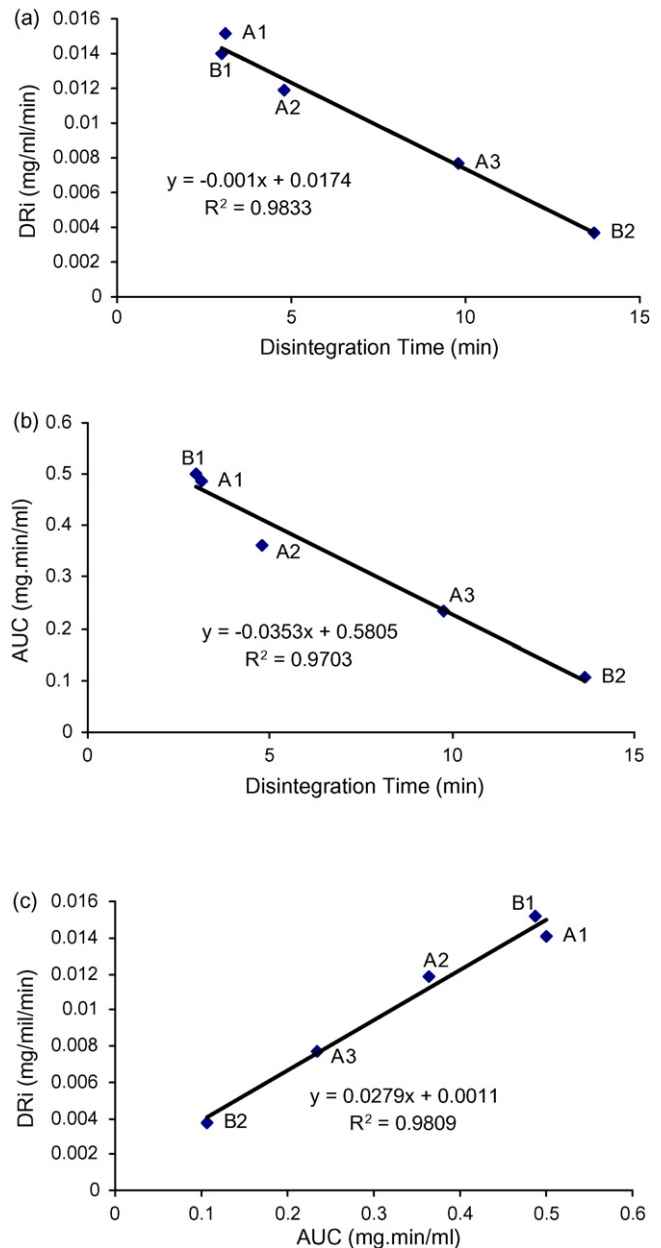 (a)
DRi (mg/ml/min)
0.016
0.014
0.012
0.01
0.008
0.006
0.004
0.002
0
A1
B1
A2
A3
B2
y = -0.001x + 0.0174
R² = 0.9833
0 5 10 15
Disintegration Time (min)
(b)
AUC (mg.min/ml)
0.6
0.5
0.4
0.3
0.2
0.1
0
B1
A1
A2
A3
B2
y = -0.0353x + 0.5805
R² = 0.9703
0 5 10 15
Disintegration Time (min)
(c)
DRi (mg/mil/min)
0.016
0.014
0.012
0.01
0.008
0.006
0.004
0.002
0
B1
A1
A2
A3
B2
y = 0.0279x + 0.0011
R² = 0.9809
0 0.1 0.2 0.3 0.4 0.5 0.6
AUC (mg.min/ml)